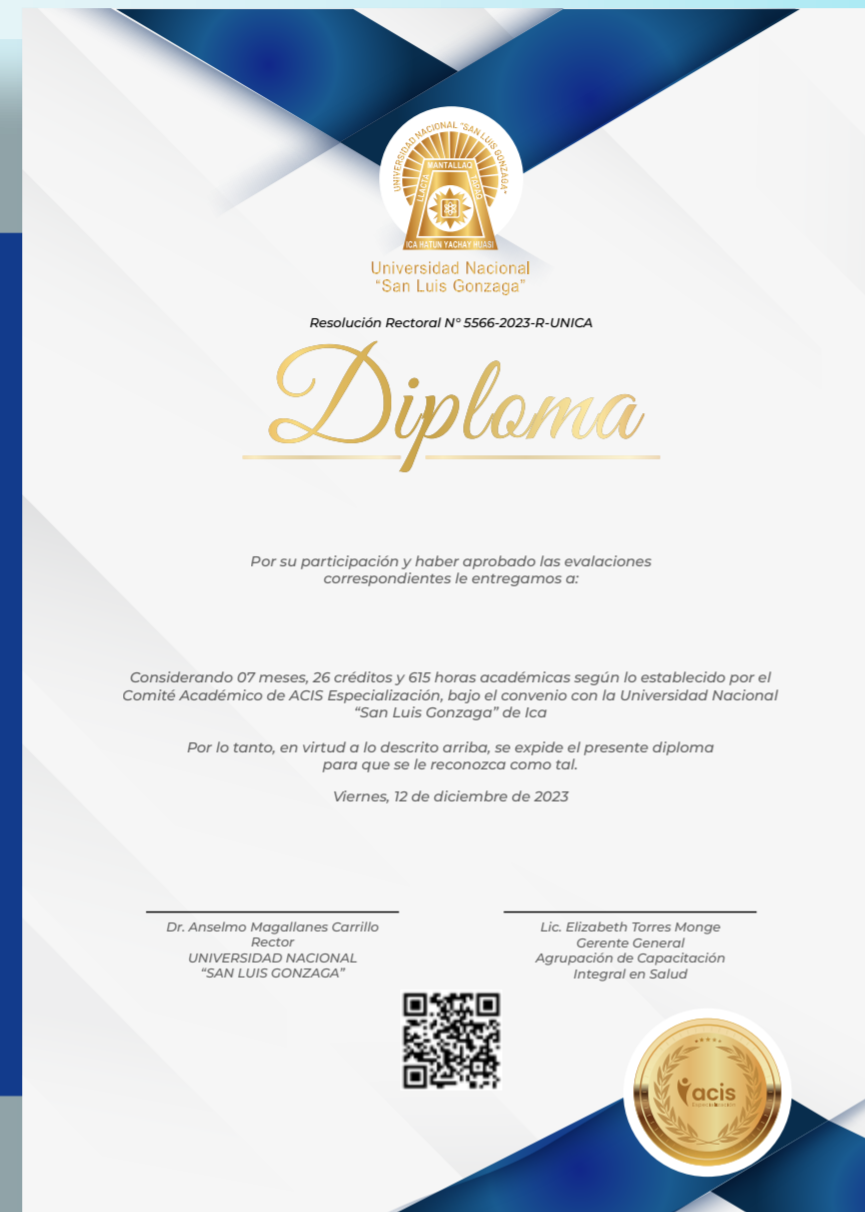 UNIVERSIDAD NACIONAL "SAN LUIS GONZAGA"
MANTALLAQ
LLACTA
ICA HATUN YACHAY HUASI
Universidad Nacional
"San Luis Gonzaga"
Resolución Rectoral N° 5566-2023-R-UNICA
Diploma
Por su participación y haber aprobado las evalaciones
correspondientes le entregamos a:
Considerando 07 meses, 26 créditos y 615 horas académicas según lo establecido por el
Comité Académico de ACIS Especialización, bajo el convenio con la Universidad Nacional
“San Luis Gonzaga” de Ica
Por lo tanto, en virtud a lo descrito arriba, se expide el presente diploma
para que se le reconozca como tal.
Viernes, 12 de diciembre de 2023
Dr. Anselmo Magallanes Carrillo
Rector
UNIVERSIDAD NACIONAL
“SAN LUIS GONZAGA”
Lic. Elizabeth Torres Monge
Gerente General
Agrupación de Capacitación
Integral en Salud
acis